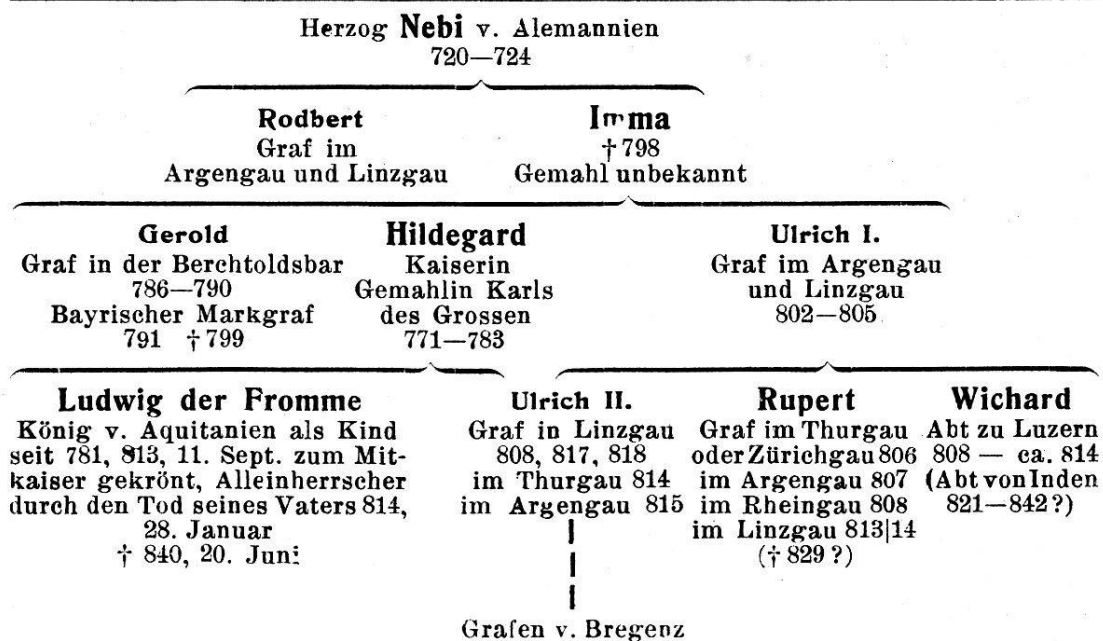 Herzog Nebi v. Alemannien
720—724
Rodbert
Graf im
Argengau und Linzgau
Imma
† 798
Gemahl unbekannt
Gerold
Graf in der Berchtoldsbar
786—790
Bayrischer Markgraf
791 † 799
Hildegard
Kaiserin
Gemahlin Karls
des Grossen
771—783
Ulrich I.
Graf im Argengau
und Linzgau
802—805
Ludwig der Fromme
König v. Aquitanien als Kind
seit 781, 813, 11. Sept. zum Mit-
kaiser gekrönt, Alleinherrscher
durch den Tod seines Vaters 814,
28. Januar
† 840, 20. Juni
Ulrich II.
Graf in Linzgau
808, 817, 818
im Thurgau 814
im Argengau 815
Rupert
Graf im Thurgau
oder Zürichgau 806
im Argengau 807
im Rheingau 808
im Linzgau 813|14
(† 829 ?)
Wichard
Abt zu Luzern
808 — ca. 814
(Abt von Inden
821—842 ?)
Grafen v. Bregenz